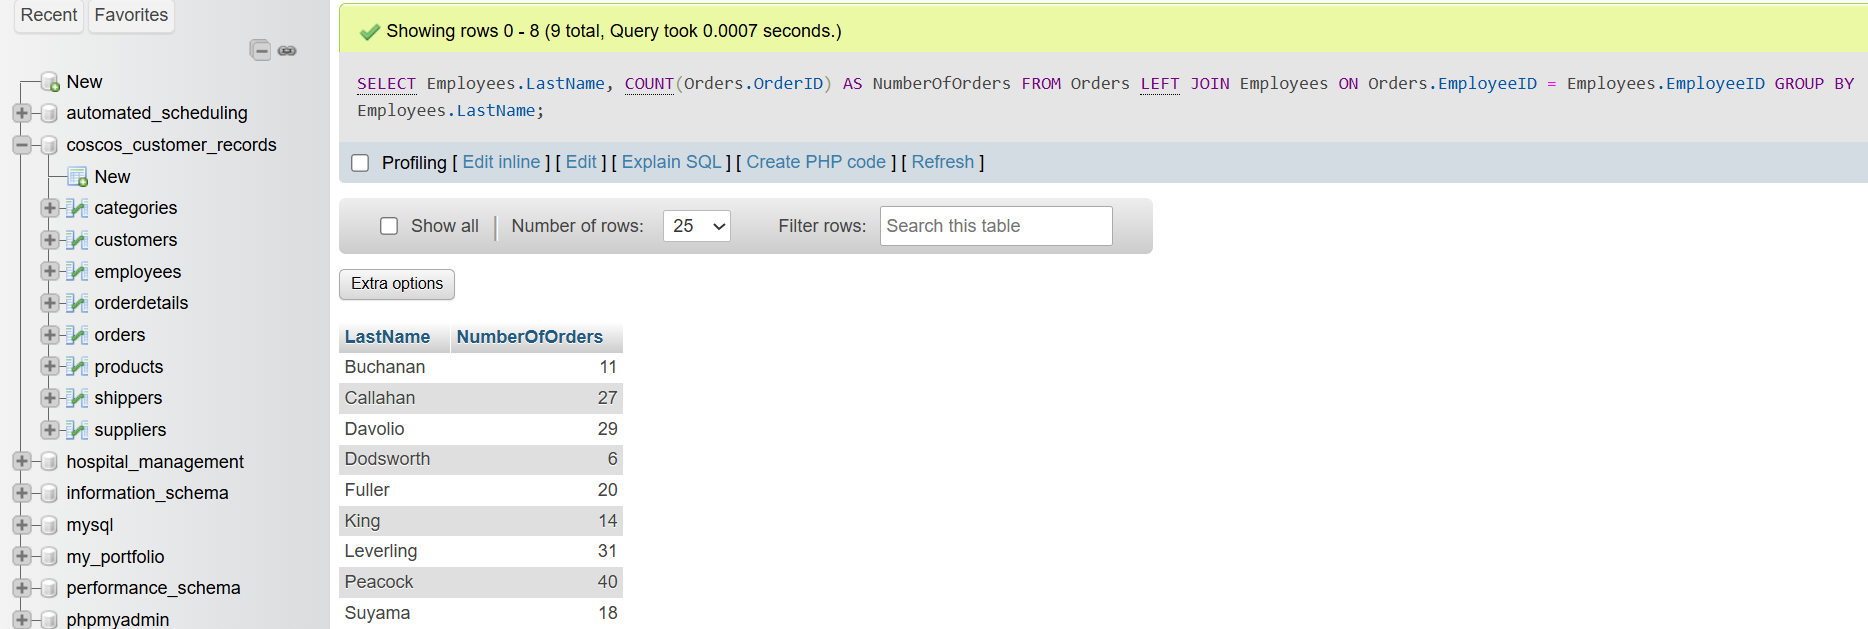 Recent Favorites
New
automated_scheduling
coscos_customer_records
New
categories
customers
employees
orderdetails
orders
products
shippers
suppliers
hospital_management
information_schema
mysql
my_portfolio
performance_schema
phpmyadmin
Showing rows 0 - 8 (9 total, Query took 0.0007 seconds.)
SELECT Employees.LastName, COUNT(Orders.OrderID) AS NumberOfOrders FROM Orders LEFT JOIN Employees ON Orders.EmployeeID = Employees.EmployeeID GROUP BY
Employees.LastName;
Profiling [ Edit inline ] [ Edit ] [ Explain SQL ] [ Create PHP code ] [ Refresh ]
Show all Number of rows: 25 Filter rows: Search this table
Extra options
LastName NumberOfOrders
Buchanan 11
Callahan 27
Davolio 29
Dodsworth 6
Fuller 20
King 14
Leverling 31
Peacock 40
Suyama 18